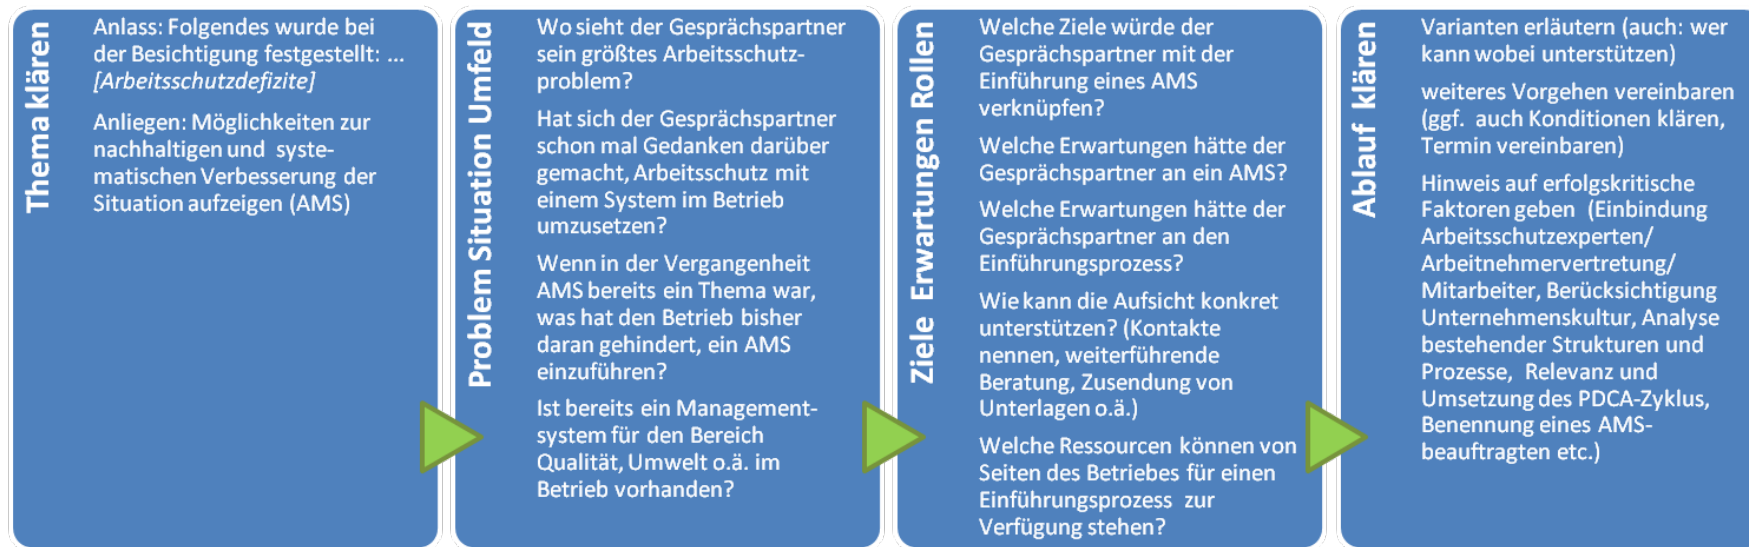 Thema klären
Anlass: Folgendes wurde bei
der Besichtigung festgestellt: ...
[Arbeitsschutzdefizite]
Anliegen: Möglichkeiten zur
nachhaltigen und syste-
matischen Verbesserung der
Situation aufzeigen (AMS)
Problem Situation Umfeld
Wo sieht der Gesprächspartner
sein größtes Arbeitsschutz-
problem?
Hat sich der Gesprächspartner
schon mal Gedanken darüber
gemacht, Arbeitsschutz mit
einem System im Betrieb
umzusetzen?
Wenn in der Vergangenheit
AMS bereits ein Thema war,
was hat den Betrieb bisher
daran gehindert, ein AMS
einzuführen?
Ist bereits ein Management-
system für den Bereich
Qualität, Umwelt o.ä. im
Betrieb vorhanden?
Ziele Erwartungen Rollen
Welche Ziele würde der
Gesprächspartner mit der
Einführung eines AMS
verknüpfen?
Welche Erwartungen hätte der
Gesprächspartner an ein AMS?
Welche Erwartungen hätte der
Gesprächspartner an den
Einführungsprozess?
Wie kann die Aufsicht konkret
unterstützen? (Kontakte
nennen, weiterführende
Beratung, Zusendung von
Unterlagen o.ä.)
Welche Ressourcen können von
Seiten des Betriebes für einen
Einführungsprozess zur
Verfügung stehen?
Ablauf klären
Varianten erläutern (auch: wer
kann wobei unterstützen)
weiteres Vorgehen vereinbaren
(ggf. auch Konditionen klären,
Termin vereinbaren)
Hinweis auf erfolgskritische
Faktoren geben (Einbindung
Arbeitsschutzexperten/
Arbeitnehmervertretung/
Mitarbeiter, Berücksichtigung
Unternehmenskultur, Analyse
bestehender Strukturen und
Prozesse, Relevanz und
Umsetzung des PDCA-Zyklus,
Benennung eines AMS-
beauftragten etc.)